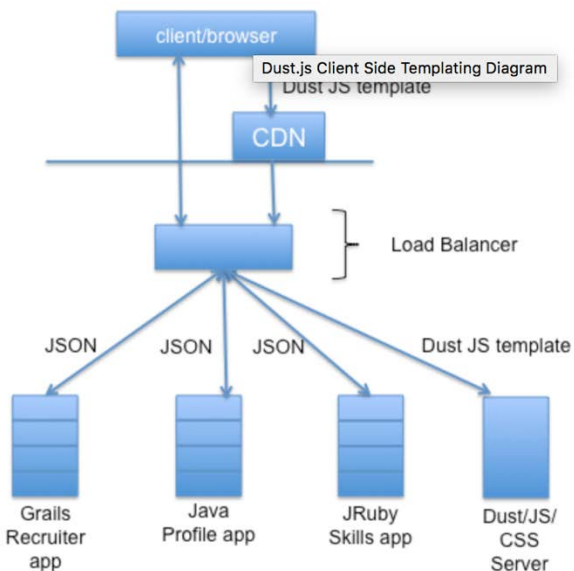 client/browser
Dust.js Client Side Templating Diagram
Dust JS template
CDN
Load Balancer
JSON
JSON
JSON
Dust JS template
Grails
Recruiter
app
Java
Profile app
JRuby
Skills app
Dust/JS/
CSS
Server